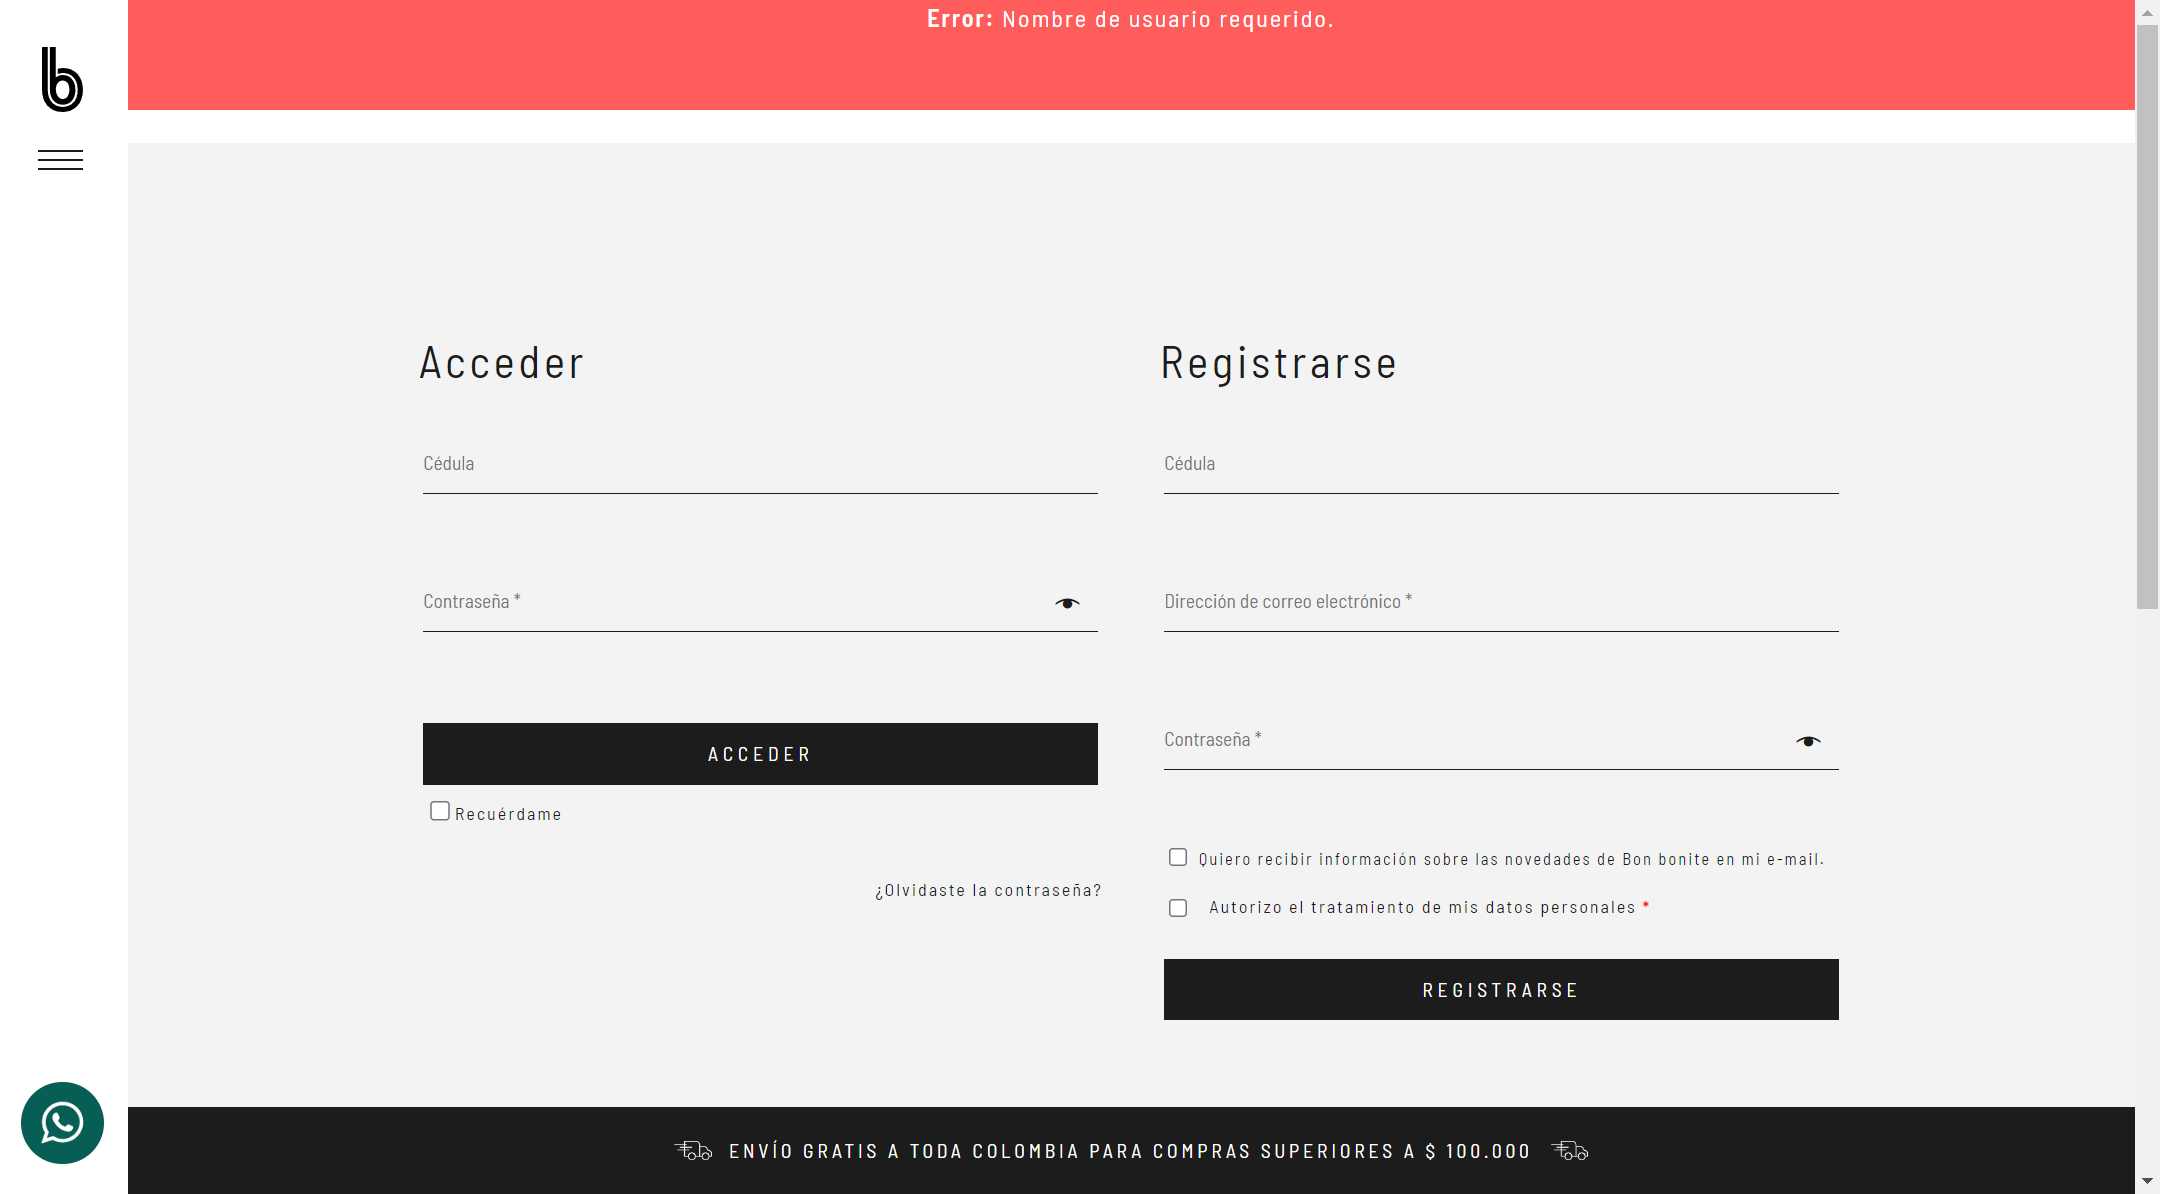 Error: Nombre de usuario requerido.
b
Acceder
Cédula
Contraseña *
ACCEDER
Recuérdame
¿Olvidaste la contraseña?
Registrarse
Cédula
Dirección de correo electrónico *
Contraseña *
Quiero recibir información sobre las novedades de Bon bonite en mi e-mail.
Autorizo el tratamiento de mis datos personales *
REGISTRARSE
ENVÍO GRATIS A TODA COLOMBIA PARA COMPRAS SUPERIORES A $ 100.000